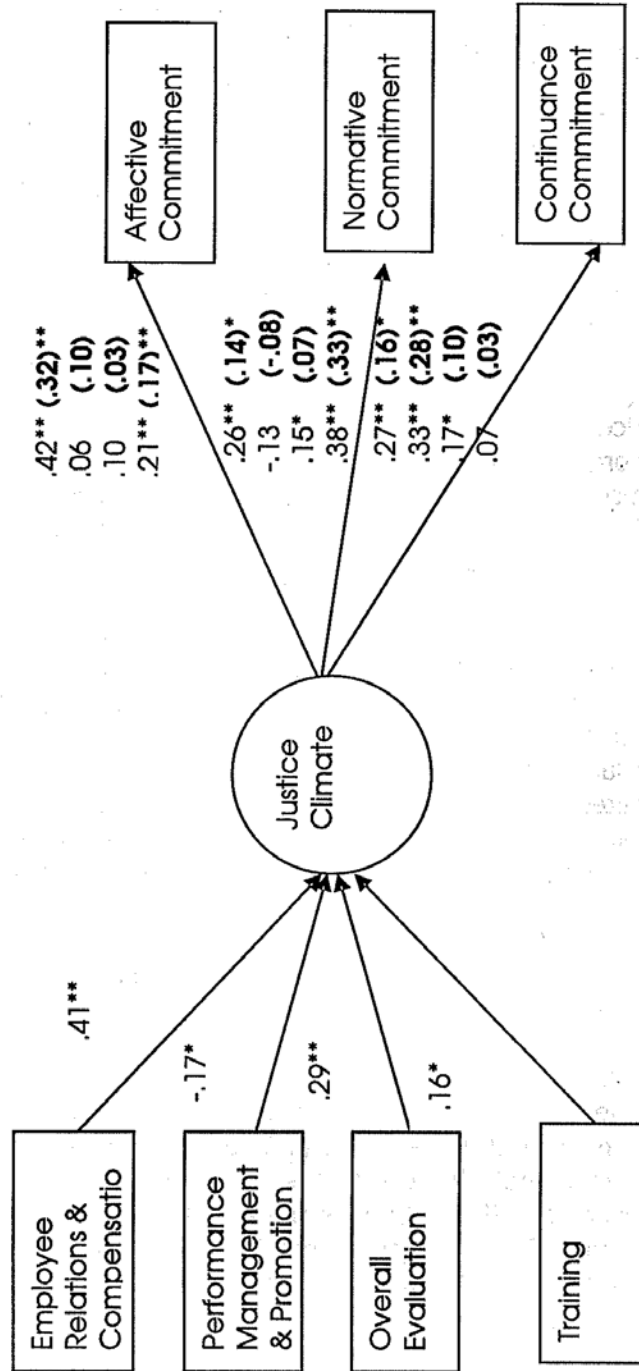 Employee
Relations &
Compensatio
Performance
Management
& Promotion
Overall
Evaluation
Training
.41**
-.17*
.29**
.16*
Justice
Climate
.42** (.32)**
.06 (.10)
.10 (.03)
.21** (.17)**
.26** (.14)*
-.13 (-.08)
.15* (.07)
.38** (.33)**
.27** (.16)*
.33** (.28)**
.17* (.10)
.07 (.03)
Affective
Commitment
Normative
Commitment
Continuance
Commitment